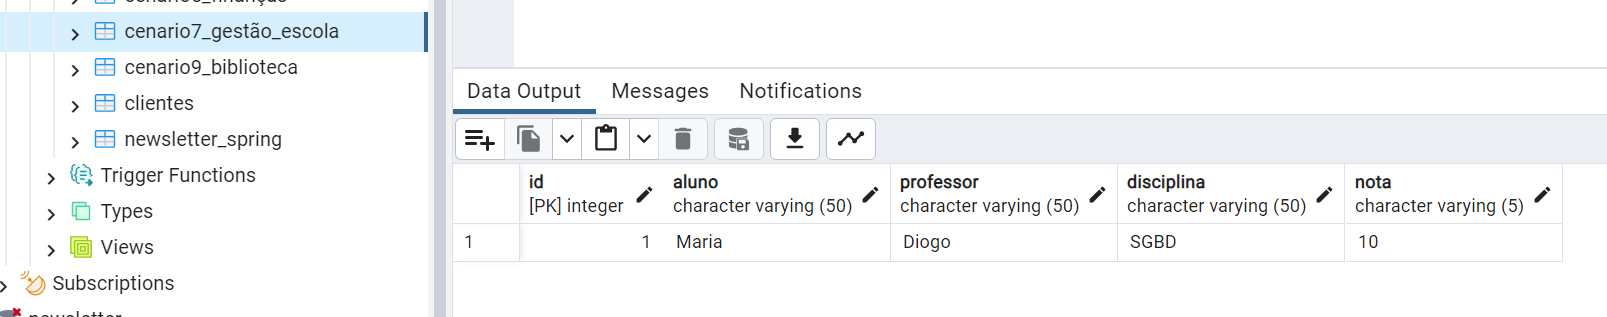 cenario7_gestão_escola
cenario9_biblioteca
clientes
newsletter_spring
Trigger Functions
Types
Views
Subscriptions
Data Output Messages Notifications
id aluno professor disciplina nota
[PK] integer character varying (50) character varying (50) character varying (50) character varying (5)
1 1 Maria Diogo SGBD 10